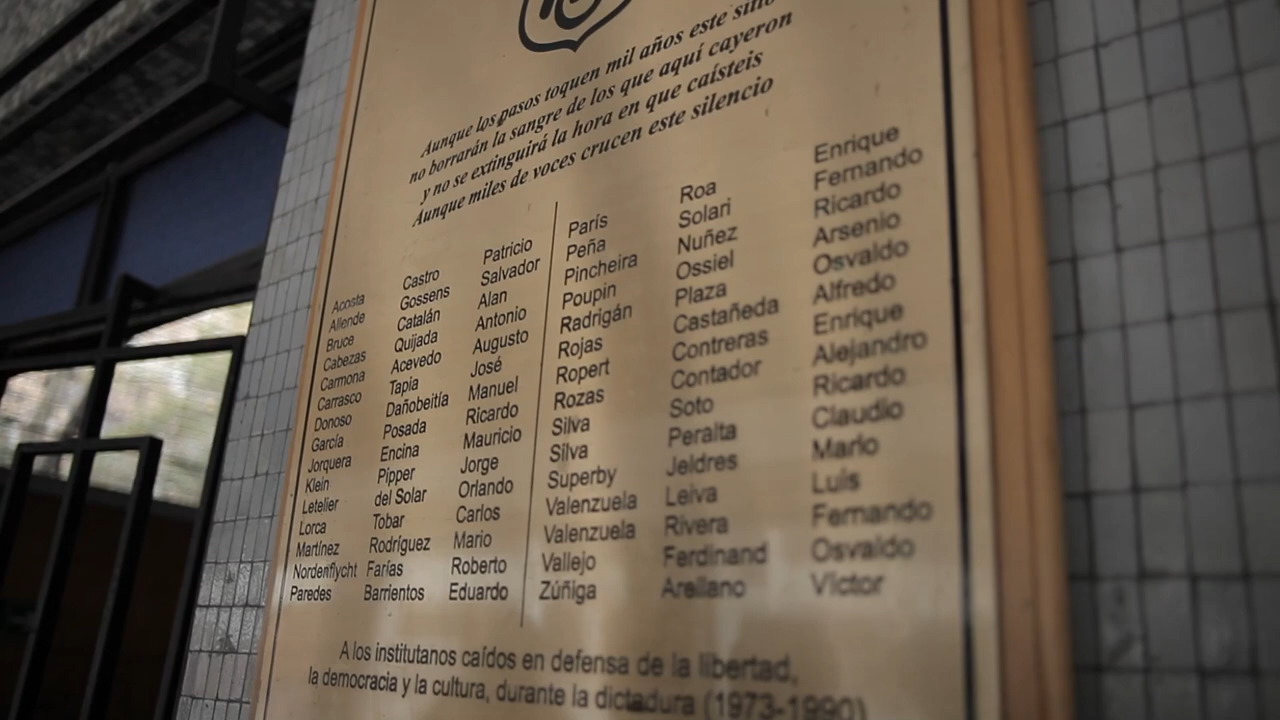 Aunque los pasos toquen mil años este sitio
no borrarán la sangre de los que aquí cayeron
y no se extinguirá la hora en que caísteis
Aunque miles de voces crucen este silencio
Acosta Castro Patricio
Allende Gossens Salvador
Bruce Catalán Alan
Cabezas Quijada Antonio
Carmona Acevedo Augusto
Carrasco Tapia José
Donoso Dañobeitía Manuel
García Posada Ricardo
Jorquera Encina Mauricio
Klein Pipper Jorge
Letelier del Solar Orlando
Lorca Tobar Carlos
Martínez Rodríguez Mario
Nordenflycht Farías Roberto
Paredes Barrientos Eduardo
París Roa Enrique
Peña Solari Fernando
Pincheira Nuñez Ricardo
Poupin Ossiel Arsenio
Radrigán Plaza Osvaldo
Rojas Castañeda Alfredo
Ropert Contreras Enrique
Rozas Contador Alejandro
Silva Soto Ricardo
Silva Peralta Claudio
Superby Jeldres Mario
Valenzuela Leiva Luis
Valenzuela Rivera Fernando
Vallejo Ferdinand Osvaldo
Zúñiga Arellano Víctor
A los institutanos caídos en defensa de la libertad,
la democracia y la cultura, durante la dictadura (1973-1990)